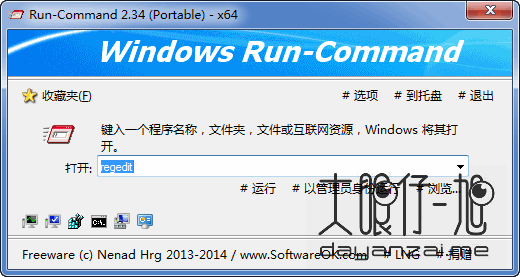 Run-Command 2.34 (Portable) - x64
Windows Run-Command
收藏夹(F)
# 选项 # 到托盘 # 退出
键入一个程序名称，文件夹，文件或互联网资源，Windows 将其打
开。
打开: regedit
# 运行 # 以管理员身份运行 # 浏览...
大眼仔~旭
dayanzai.me
Freeware (c) Nenad Hrg 2013-2014 / www.SoftwareOK.com # LNG # 捐赠